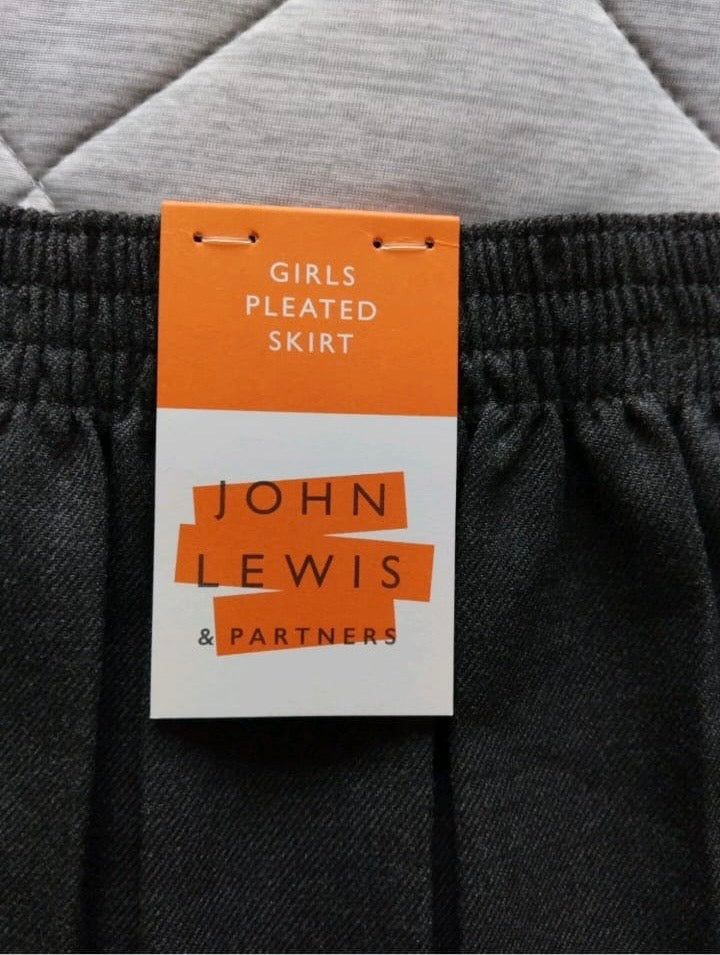 GIRLS
PLEATED
SKIRT
JOHN
LEWIS
& PARTNERS